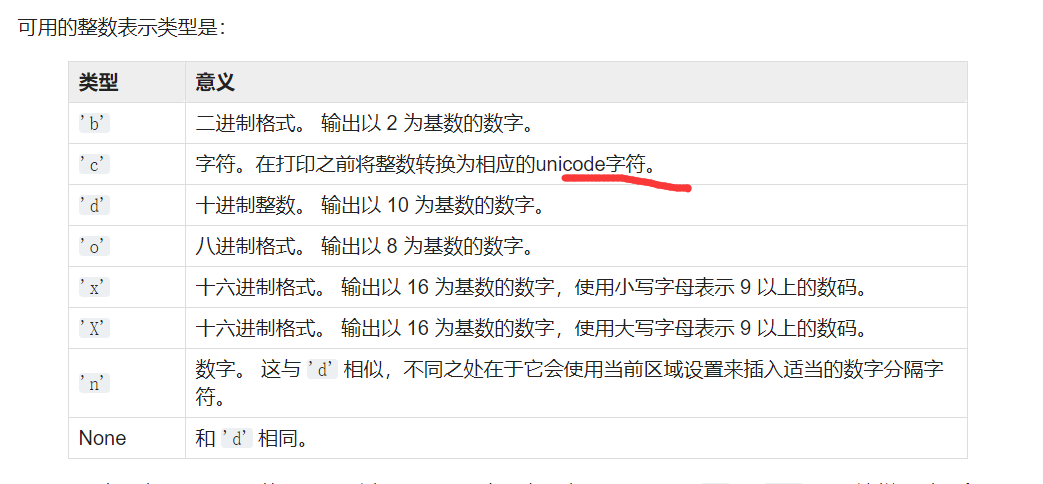 可用的整数表示类型是：
类型 意义
'b' 二进制格式。 输出以 2 为基数的数字。
'c' 字符。在打印之前将整数转换为相应的unicode字符。
'd' 十进制整数。 输出以 10 为基数的数字。
'o' 八进制格式。 输出以 8 为基数的数字。
'x' 十六进制格式。 输出以 16 为基数的数字，使用小写字母表示 9 以上的数码。
'X' 十六进制格式。 输出以 16 为基数的数字，使用大写字母表示 9 以上的数码。
'n' 数字。 这与 'd' 相似，不同之处在于它会使用当前区域设置来插入适当的数字分隔字
符。
None 和 'd' 相同。